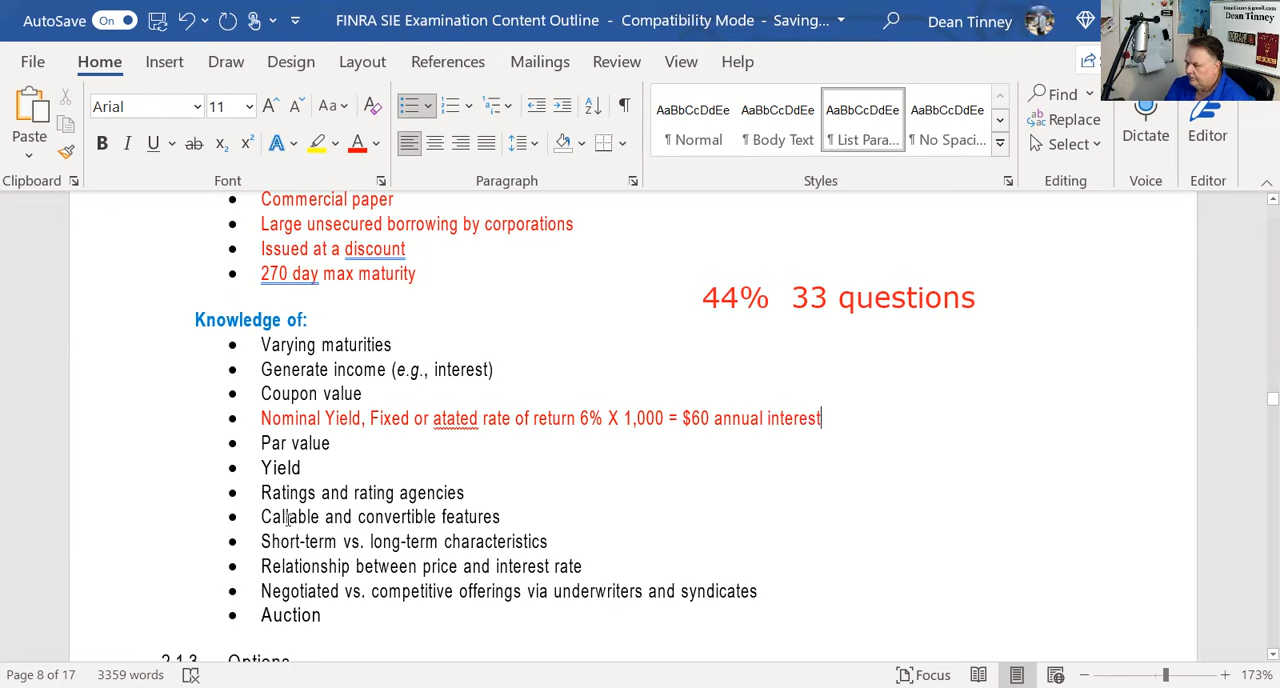 AutoSave On FINRA SIE Examination Content Outline - Compatibility Mode - Saving... Dean Tinney
Dean Tinney
File Home Insert Draw Design Layout References Mailings Review View Help
Paste
Arial 11 Aa
AaBbCcDdEe AaBbCcDdEe AaBbCcDdEe AaBbCcDdEe
¶ Normal ¶ Body Text ¶ List Para... ¶ No Spaci...
Find
Replace
Select
Dictate
Editor
Clipboard Font Paragraph Styles Editing Voice Editor
• Commercial paper
• Large unsecured borrowing by corporations
• Issued at a discount
• 270 day max maturity
44% 33 questions
Knowledge of:
• Varying maturities
• Generate income (e.g., interest)
• Coupon value
• Nominal Yield, Fixed or atated rate of return 6% X 1,000 = $60 annual interest
• Par value
• Yield
• Ratings and rating agencies
• Callable and convertible features
• Short-term vs. long-term characteristics
• Relationship between price and interest rate
• Negotiated vs. competitive offerings via underwriters and syndicates
• Auction
2.1.3 Options
Page 8 of 17 3359 words Focus 173%